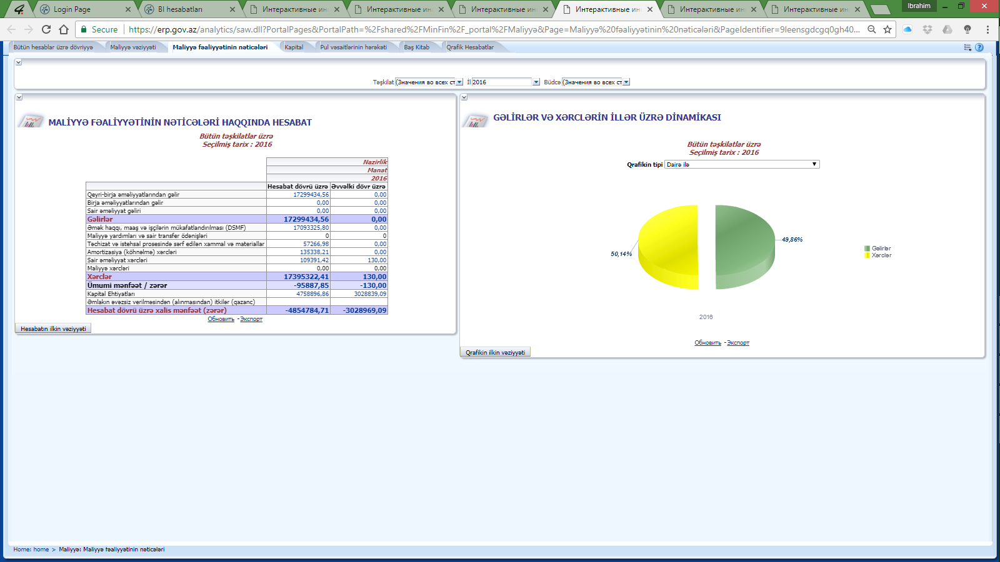 Login Page
BI hesabatları
Интерактивные ин
Интерактивные ин
Интерактивные ин
Интерактивные ин
Интерактивные ин
Интерактивные ин
Ibrahim
Secure
https://erp.gov.az/analytics/saw.dll?PortalPages&PortalPath=%2Fshared%2FMinFin%2F_portal%2FMaliyyə&Page=Maliyyə%20fəaliyyətinin%20nəticələri&PageIdentifier=9leensgdcgq0gh40...
Bütün hesablar üzrə dövriyyə
Maliyyə vəziyyəti
Maliyyə fəaliyyətinin nəticələri
Kapital
Pul vəsaitlərinin hərəkəti
Baş Kitab
Qrafik Hesabatlar
Təşkilat (Значения во всех ст İl 2016 Büdcə (Значения во всех ст
MALİYYƏ FƏALİYYƏTİNİN NƏTİCƏLƏRİ HAQQINDA HESABAT
Bütün təşkilatlar üzrə
Seçilmiş tarix : 2016
Nazirlik
Manat
2016
Hesabat dövrü üzrə Əvvəlki dövr üzrə
Qeyri-birja əməliyyatlarından gəlir 17299434,56 0,00
Birja əməliyyatlarından gəlir 0,00 0,00
Sair əməliyyat gəliri 0,00 0,00
Gəlirlər 17299434,56 0,00
Əmək haqqı, maaş və işçilərin mükafatlandırılması (DSMF) 17093325,80 0,00
Maliyyə yardımları və sair transfer ödənişləri 0 0
Təchizat və istehsal prosesində sərf edilən xammal və materiallar 57266,98 0,00
Amortizasiya (köhnəlmə) xərcləri 135338,21 0,00
Sair əməliyyat xərcləri 109391,42 130,00
Maliyyə xərcləri 0,00 0,00
Xərclər 17395322,41 130,00
Ümumi mənfəət / zərər -95887,85 -130,00
Kapital Ehtiyatları 4758896,86 3028839,09
Əmlakın əvəzsiz verilməsindən (alınmasından) itkilər (qazanc)
Hesabat dövrü üzrə xalis mənfəət (zərər) -4854784,71 -3028969,09
Обновить - Экспорт
Hesabatın ilkin vəziyyəti
GƏLİRLƏR VƏ XƏRCLƏRİN İLLƏR ÜZRƏ DİNAMİKASI
Bütün təşkilatlar üzrə
Seçilmiş tarix : 2016
Qrafikin tipi Dairə ilə
49,86%
50,14%
Gəlirlər
Xərclər
2016
Обновить - Экспорт
Qrafikin ilkin vəziyyəti
Home: home > Maliyyə: Maliyyə fəaliyyətinin nəticələri